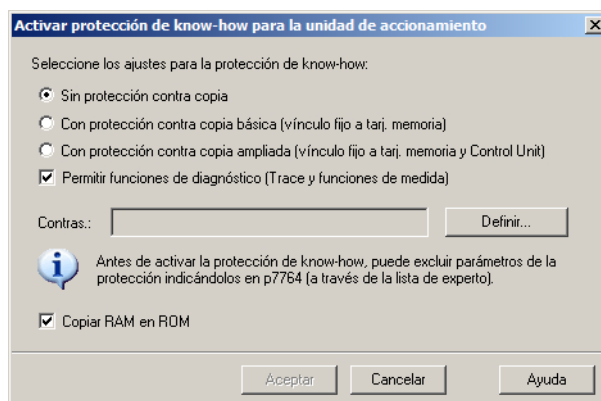 Activar protección de know-how para la unidad de accionamiento
Seleccione los ajustes para la protección de know-how:
Sin protección contra copia
Con protección contra copia básica (vínculo fijo a tarj. memoria)
Con protección contra copia ampliada (vínculo fijo a tarj. memoria y Control Unit)
Permitir funciones de diagnóstico (Trace y funciones de medida)
Contras.: Definir...
Antes de activar la protección de know-how, puede excluir parámetros de la
protección indicándolos en p7764 (a través de la lista de experto).
Copiar RAM en ROM
Aceptar Cancelar Ayuda